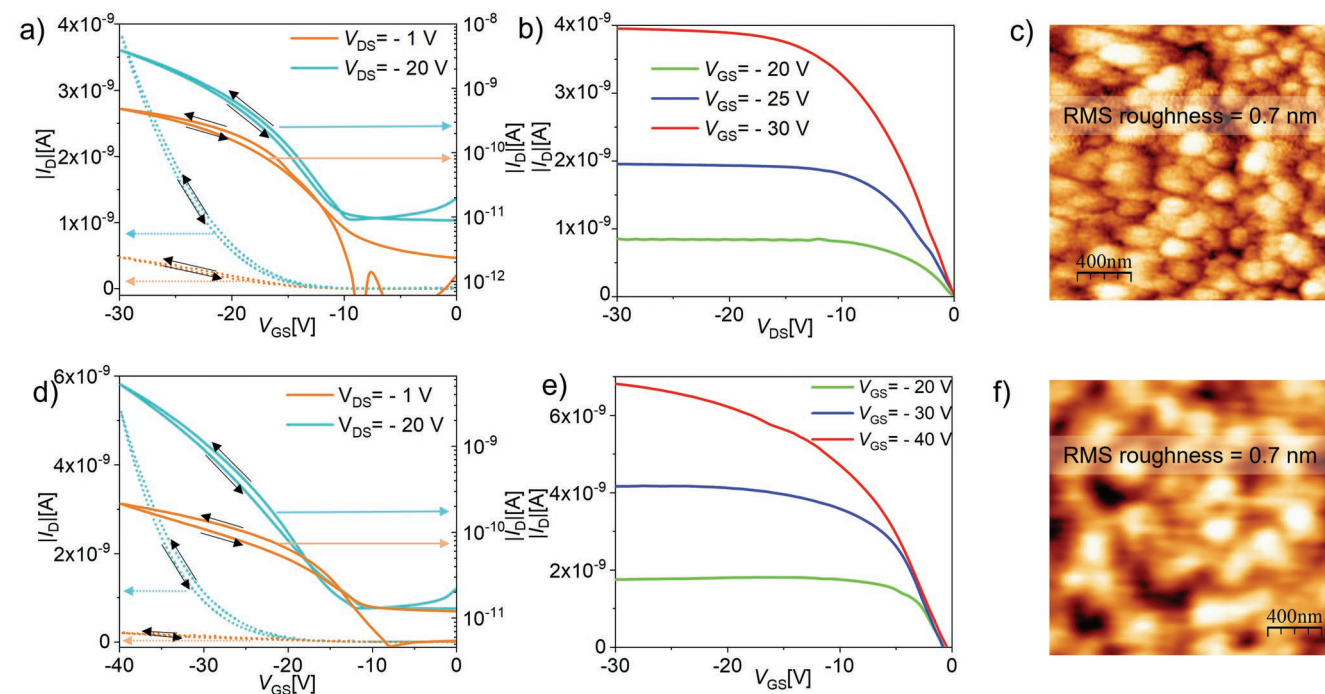 a)
4x10⁻⁹
3x10⁻⁹
2x10⁻⁹
1x10⁻⁹
0
|I_D|[A]
V_DS= - 1 V
V_DS= - 20 V
10⁻⁸
10⁻⁹
10⁻¹⁰
10⁻¹¹
10⁻¹²
|I_D|[A]
-30
-20
-10
0
V_GS[V]
b)
4x10⁻⁹
3x10⁻⁹
2x10⁻⁹
1x10⁻⁹
0
|I_D|[A]
V_GS= - 20 V
V_GS= - 25 V
V_GS= - 30 V
-30
-20
-10
0
V_DS[V]
c)
RMS roughness = 0.7 nm
400nm
d)
6x10⁻⁹
4x10⁻⁹
2x10⁻⁹
0
|I_D|[A]
V_DS= - 1 V
V_DS= - 20 V
10⁻⁹
10⁻¹⁰
10⁻¹¹
|I_D|[A]
-40
-30
-20
-10
0
V_GS[V]
e)
6x10⁻⁹
4x10⁻⁹
2x10⁻⁹
0
|I_D|[A]
V_GS= - 20 V
V_GS= - 30 V
V_GS= - 40 V
-30
-20
-10
0
V_GS[V]
f)
RMS roughness = 0.7 nm
400nm